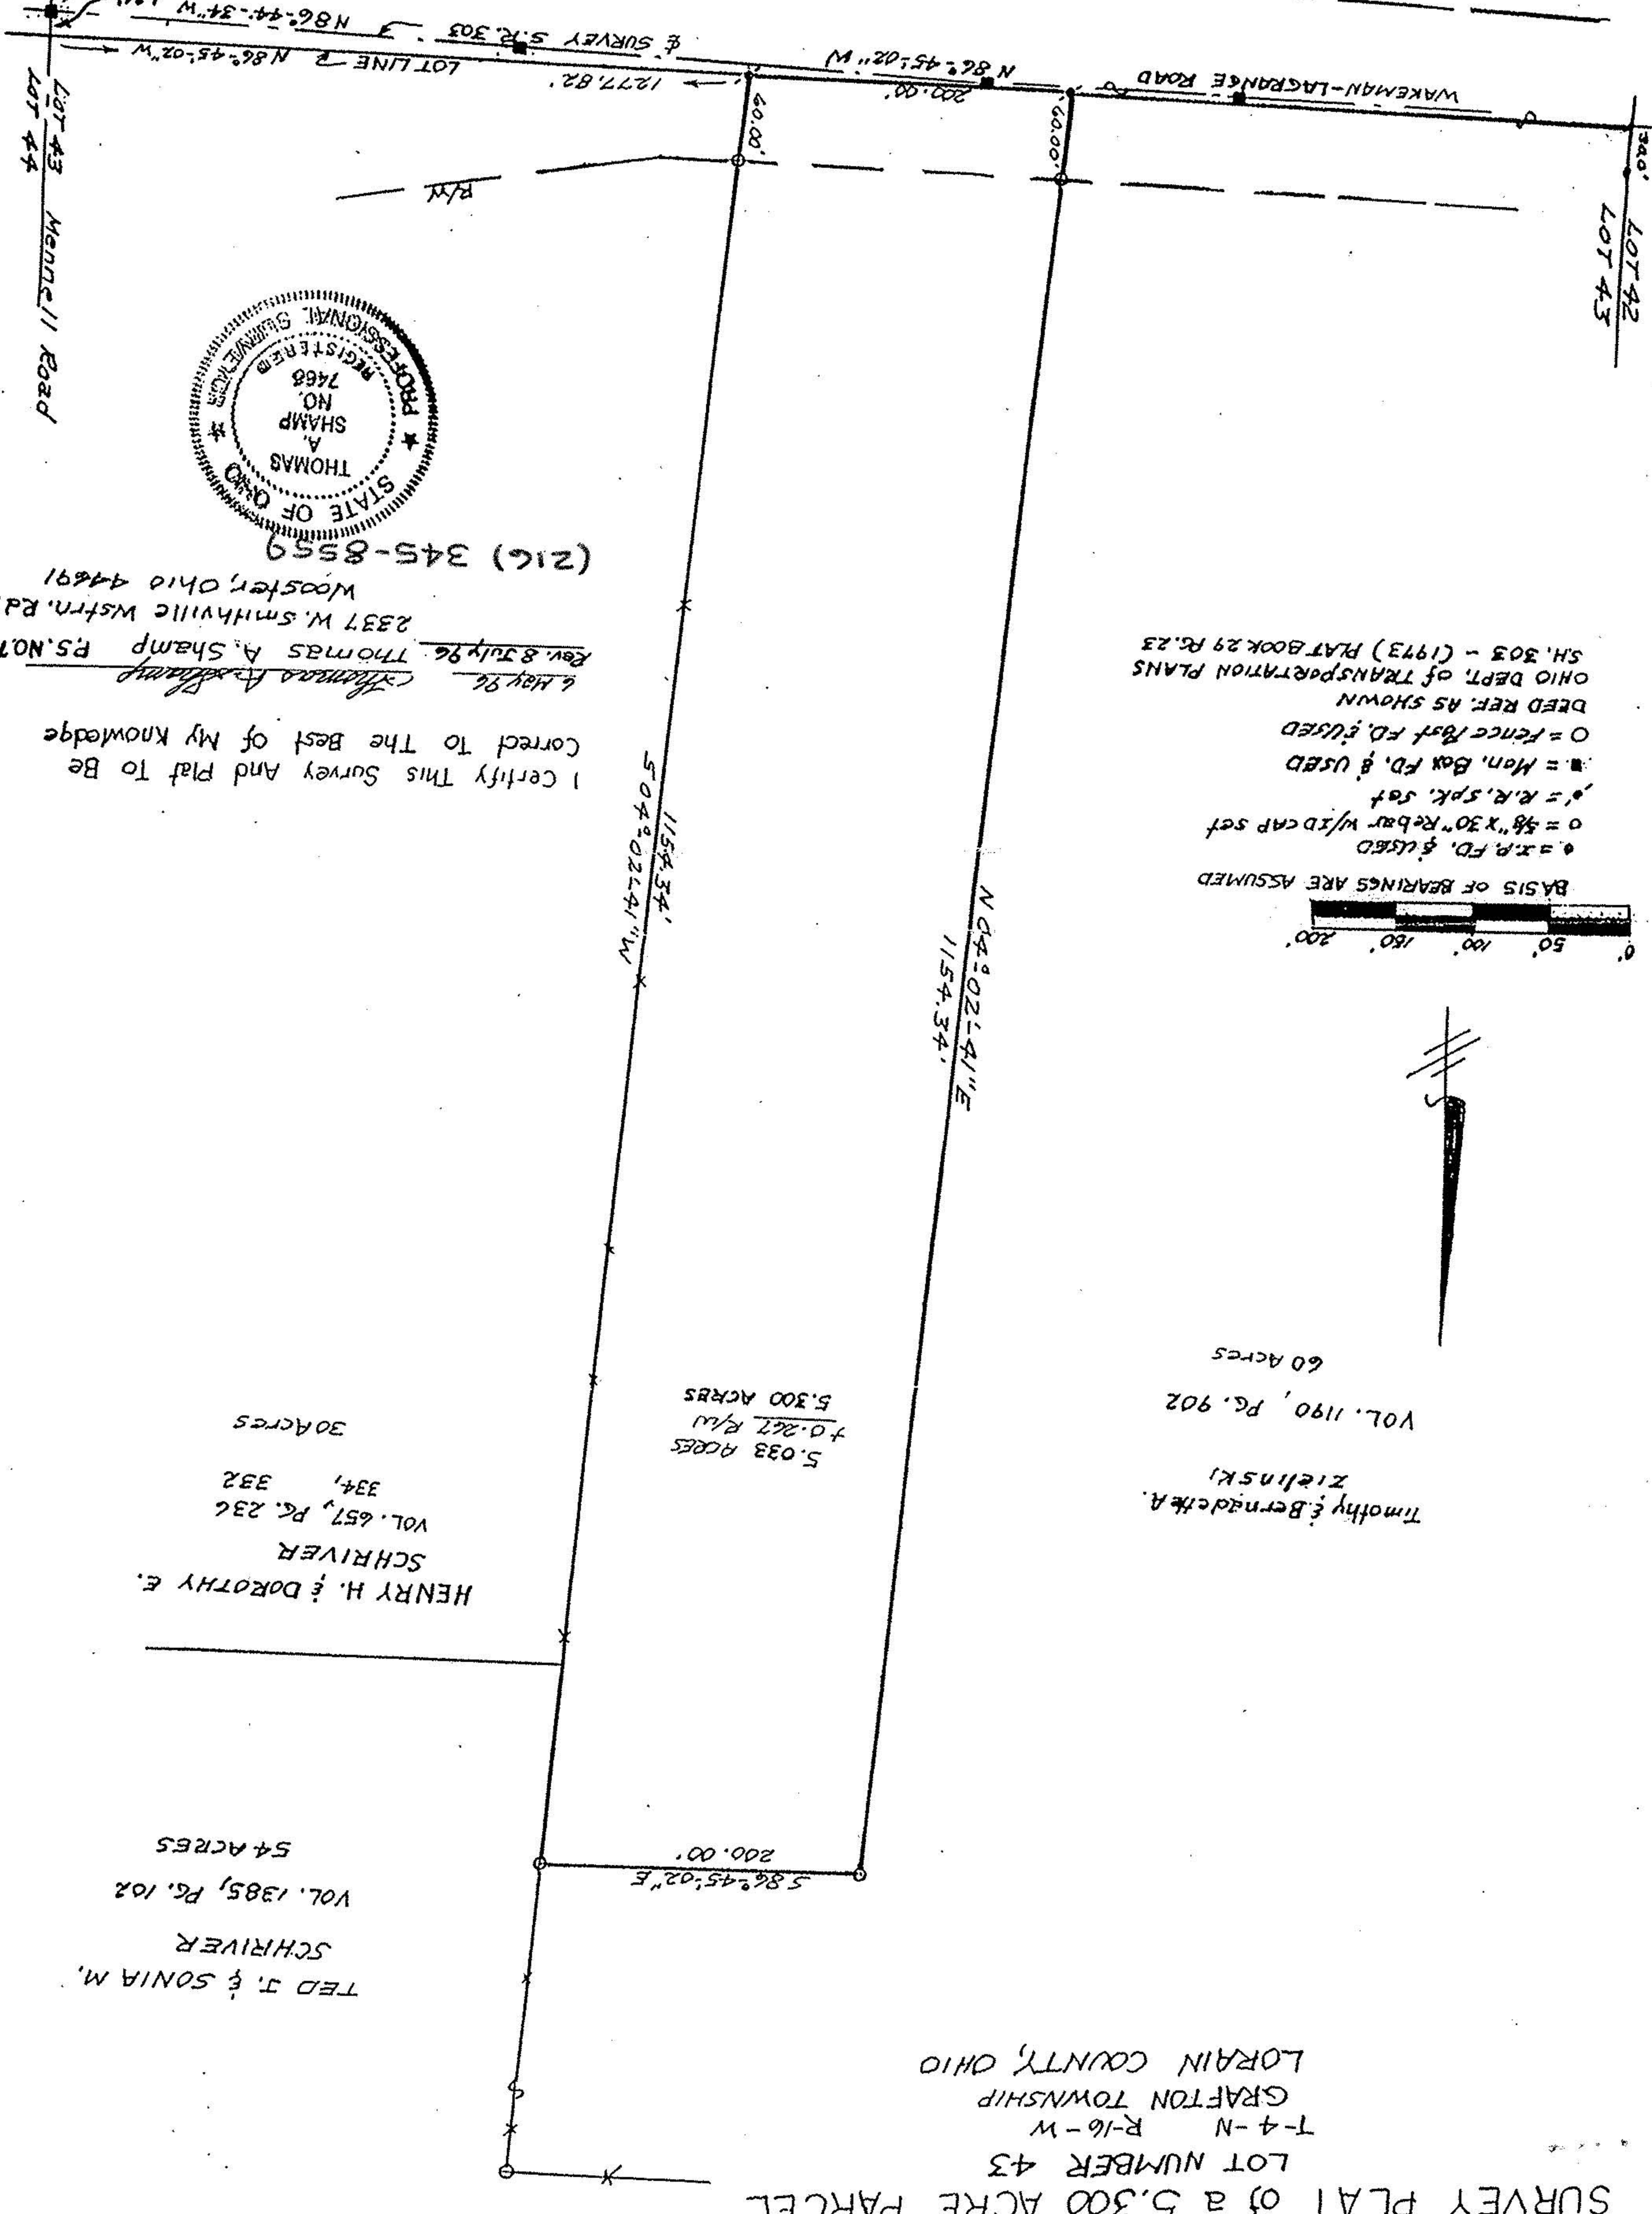 SURVEY PLAT of a 5.300 ACRE PARCEL
LOT NUMBER 43
T-4-N R-16-W
GRAFTON TOWNSHIP
LORAIN COUNTY, OHIO
TED J. & SONIA M.
SCHRIVER
VOL. 1385, PG. 102
54 ACRES
S 86°-45'-02" E
200.00'
HENRY H. & DOROTHY E.
SCHRIVER
VOL. 657, PG. 236
334, 332
30 Acres
Timothy & Bernadette A.
Zielinski
VOL. 1190, PG. 902
60 Acres
5.033 ACRES
+0.267 R/W
5.300 ACRES
N 04°-02'-41" E
1154.34'
S 04°-02'-41" W
1154.34'
0' 50' 100' 150' 200'
BASIS OF BEARINGS ARE ASSUMED
= I.P. FD. & USED
O = 5/8" x 30" Rebar W/ID CAP set
= R.R. Spk. Set
■ = Mon. Box FD. & USED
O = Fence Post FD. & USED
DEED REF. AS SHOWN
OHIO DEPT. of TRANSPORTATION PLANS
S.H. 303 - (1973) PLAT BOOK 29 PG. 23
I Certify This Survey And Plat To Be
Correct To The Best Of My Knowledge
6 May 96 Thomas A. Shamp
Rev. 8 July 96 Thomas A. Shamp P.S. NO.
2337 W. Smithville Wstrn. Rd.
Wooster, Ohio 44691
(216) 345-8559
STATE OF OHIO
THOMAS
A.
SHAMP
NO.
7468
REGISTERED
PROFESSIONAL SURVEYOR
LOT 42
LOT 43
R/W
LOT 43 Mennell Road
LOT 44
390'
60.00'
60.00'
WAKEMAN-LAGRANGE ROAD
200.00'
N 86°-45'-02" W
1277.82'
LOT LINE N 86°-45'-02" W
℄ SURVEY S.R. 303 N 86°-44'-34" W